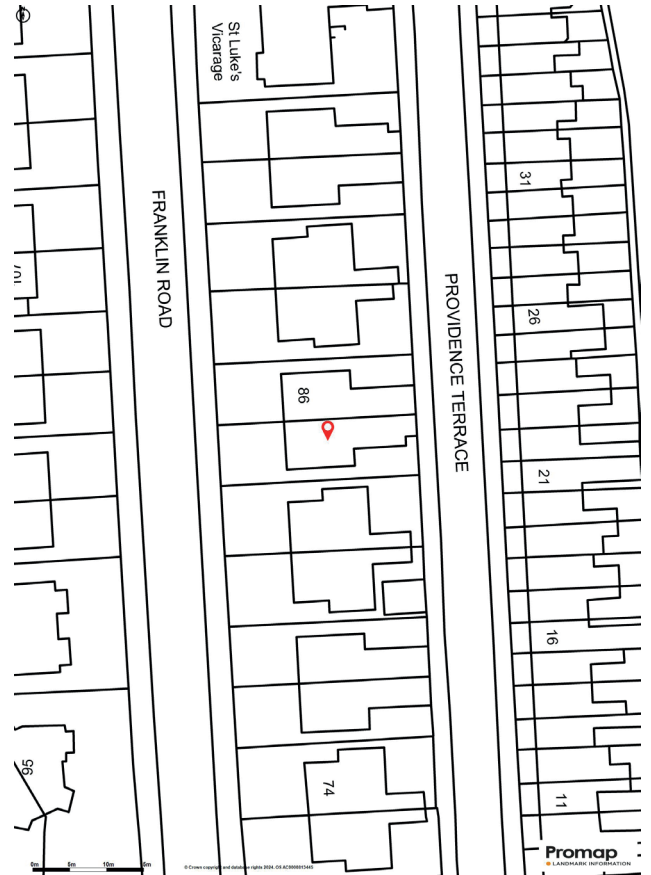 St Luke's
Vicarage
FRANKLIN ROAD
PROVIDENCE TERRACE
31
26
86
21
16
74
11
95
0m 5m 10m 5m
© Crown copyright and database rights 2024. OS AC0000813445
Promap
LANDMARK INFORMATION